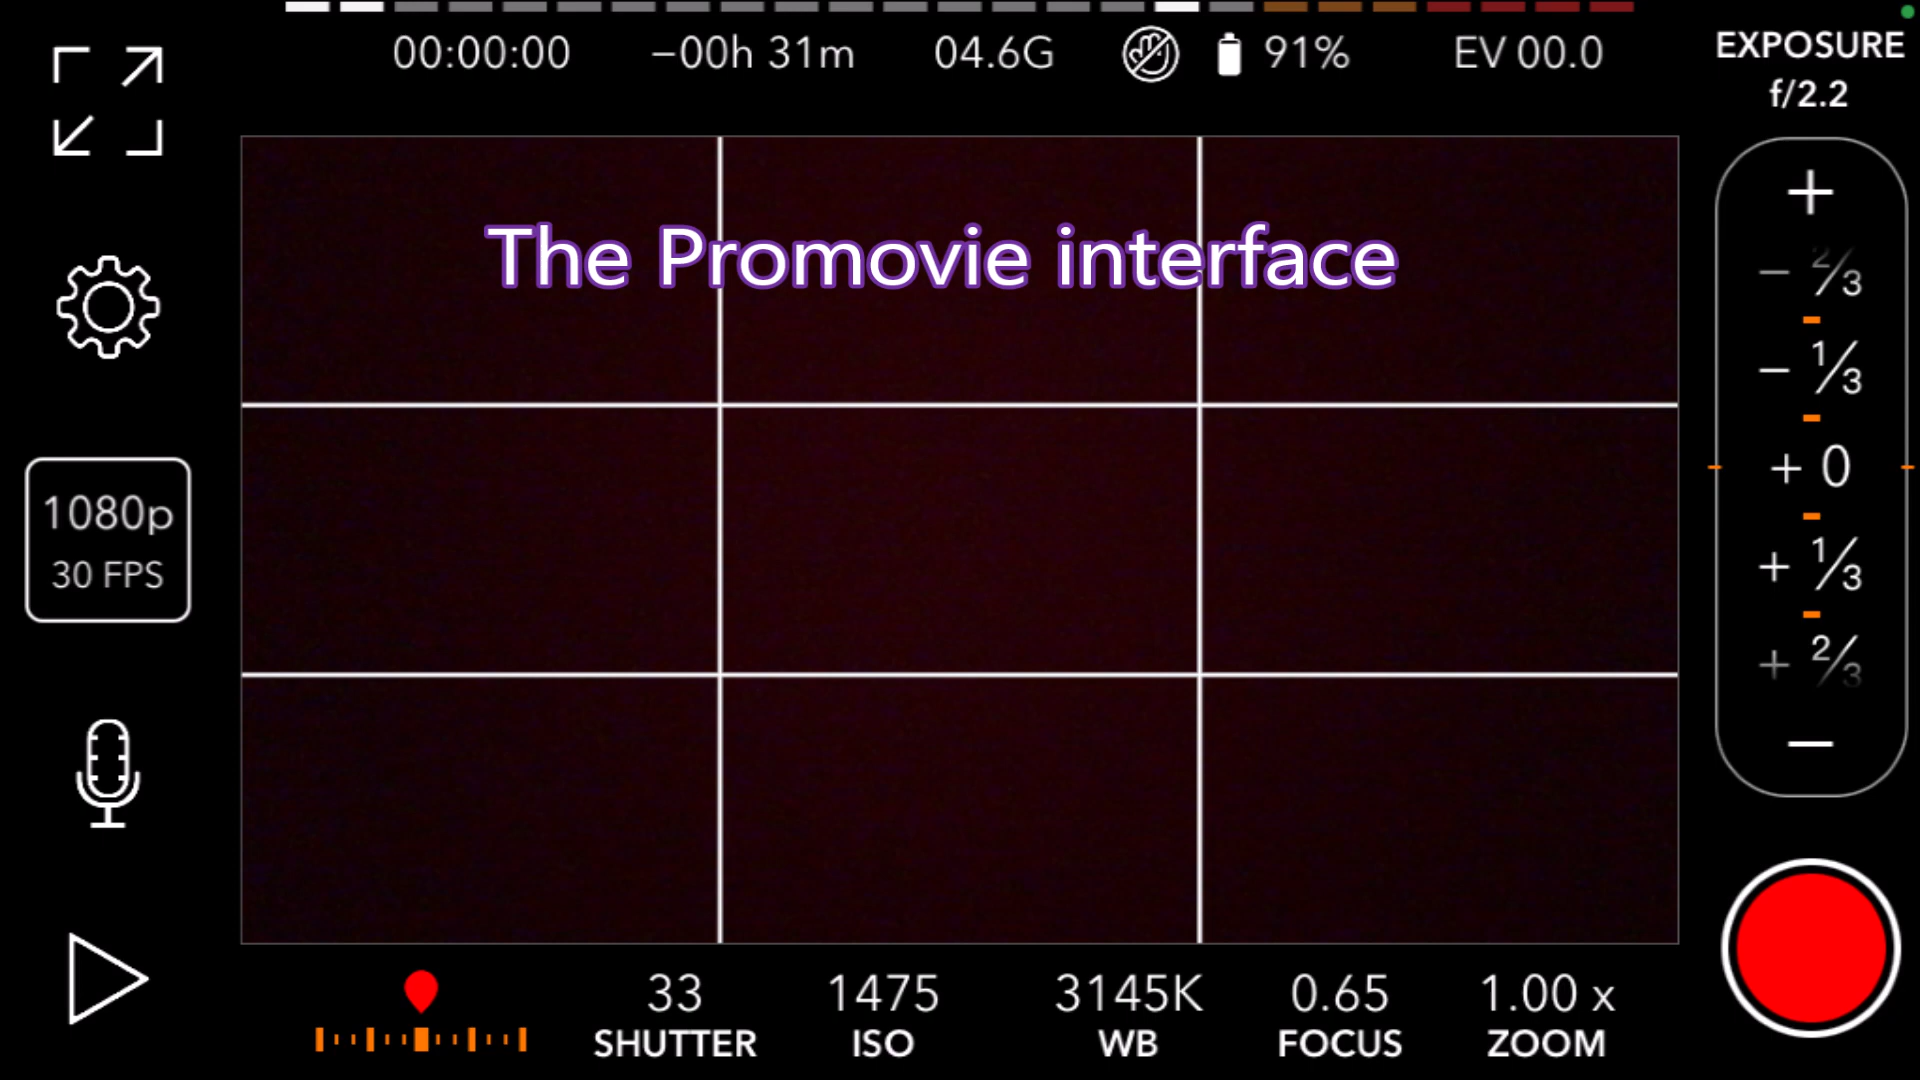 00:00:00 −00h 31m 04.6G 91% EV 00.0
EXPOSURE
f/2.2
The Promovie interface
+
− 2/3
− 1/3
+ 0
+ 1/3
+ 2/3
−
1080p
30 FPS
33 1475 3145K 0.65 1.00 x
SHUTTER ISO WB FOCUS ZOOM